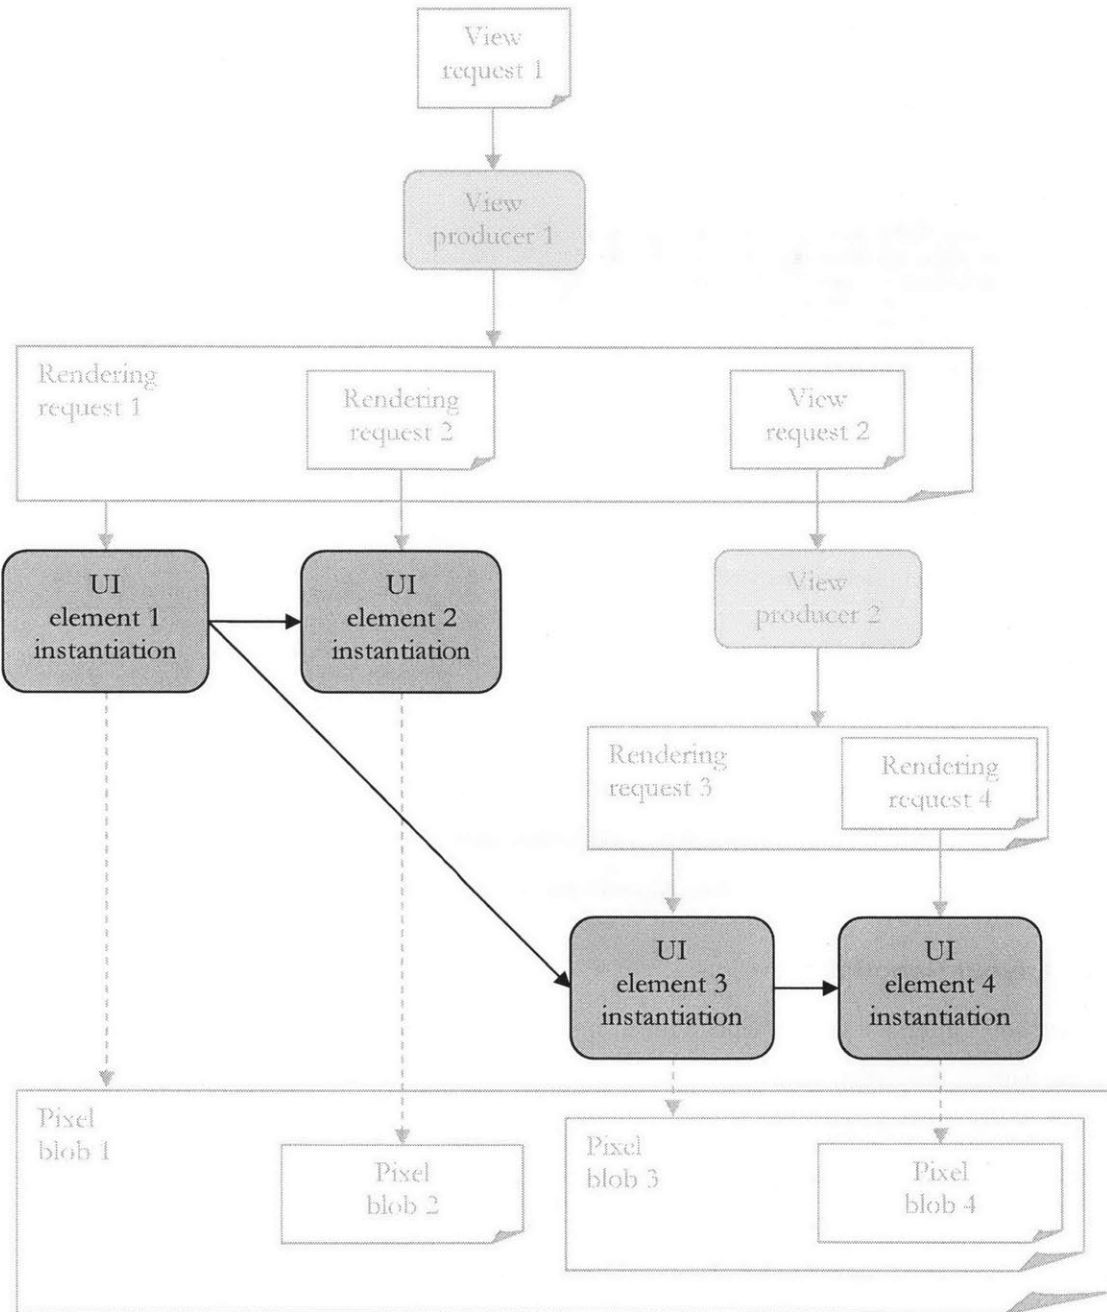 View
request 1
View
producer 1
Rendering
request 1
Rendering
request 2
View
request 2
UI
element 1
instantiation
UI
element 2
instantiation
View
producer 2
Rendering
request 3
Rendering
request 4
UI
element 3
instantiation
UI
element 4
instantiation
Pixel
blob 1
Pixel
blob 2
Pixel
blob 3
Pixel
blob 4